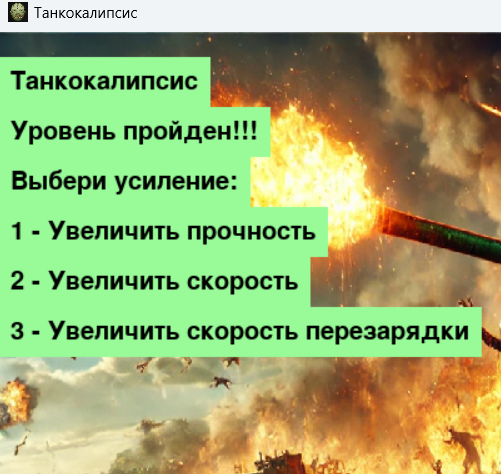 Танкокалипсис
Танкокалипсис
Уровень пройден!!!
Выбери усиление:
1 - Увеличить прочность
2 - Увеличить скорость
3 - Увеличить скорость перезарядки